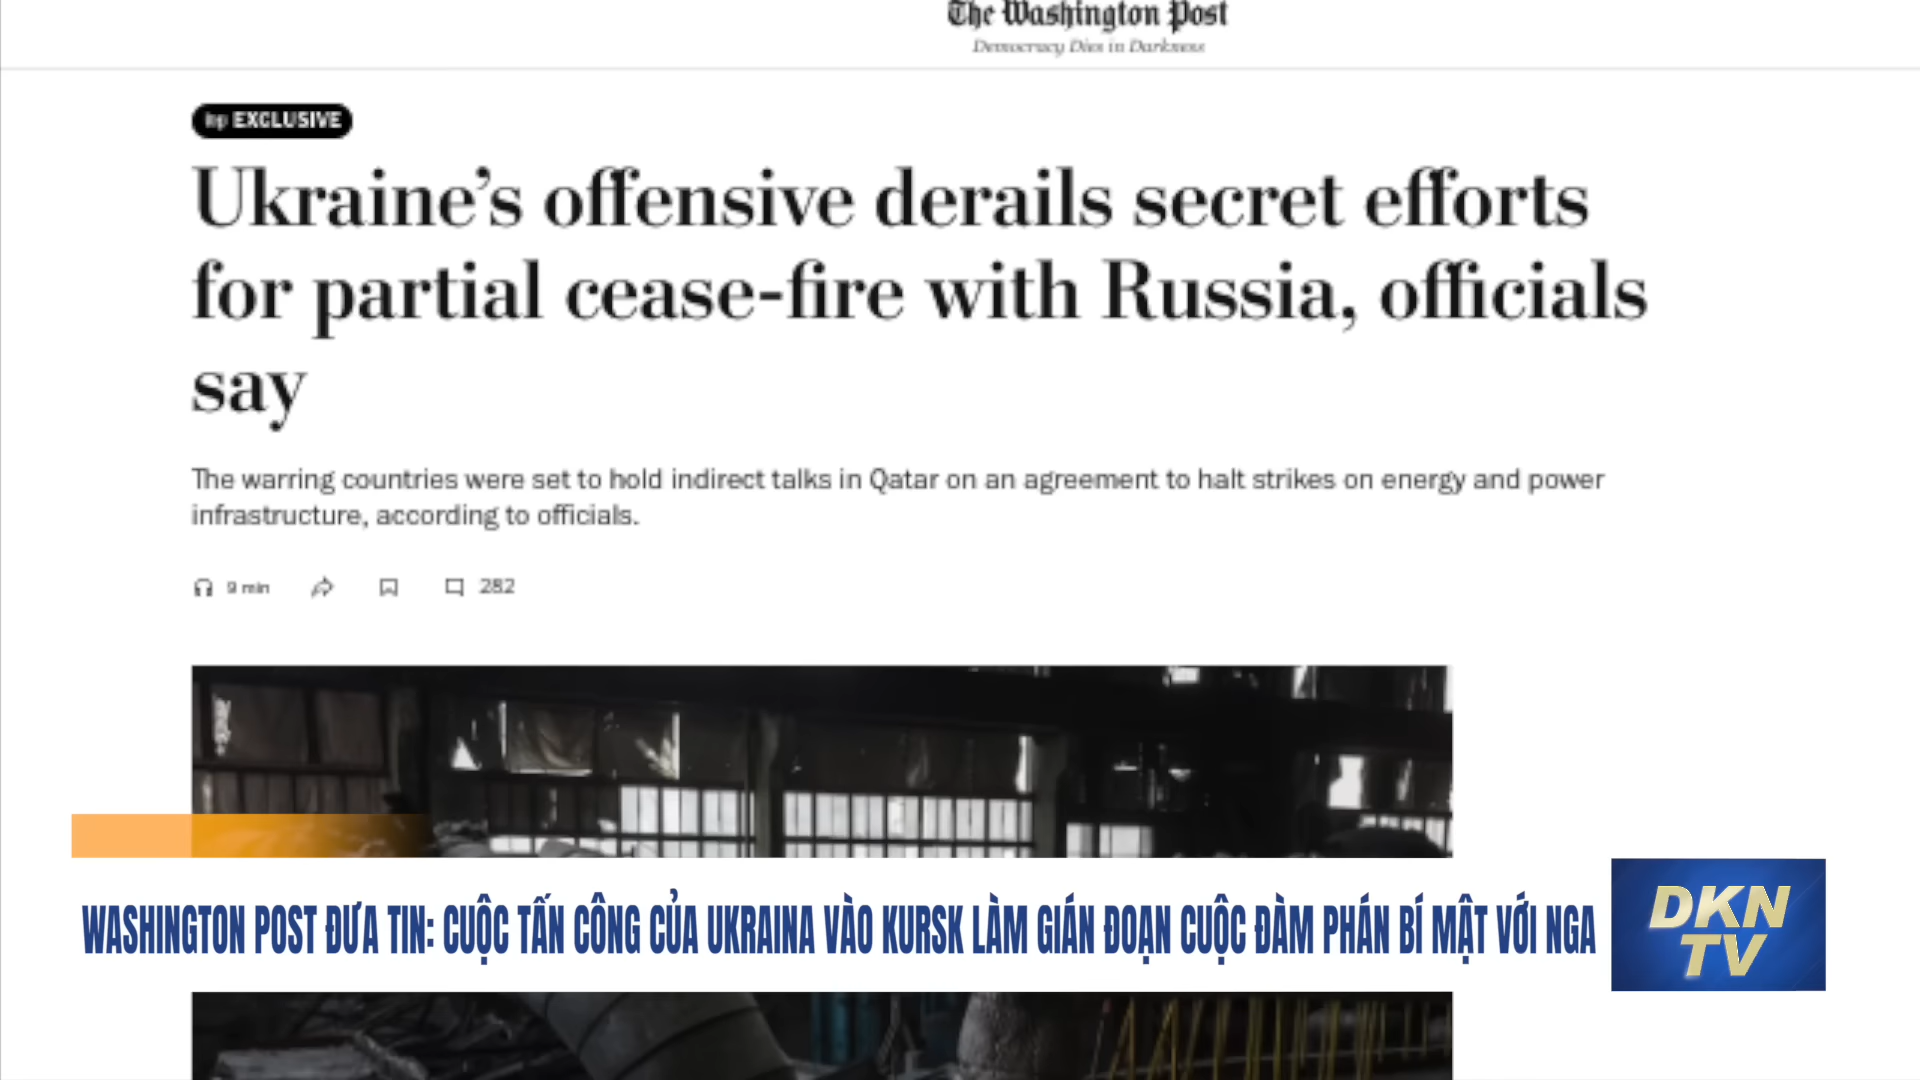 The Washington Post
Democracy Dies in Darkness
wp EXCLUSIVE
Ukraine’s offensive derails secret efforts
for partial cease-fire with Russia, officials
say
The warring countries were set to hold indirect talks in Qatar on an agreement to halt strikes on energy and power
infrastructure, according to officials.
9 min
282
WASHINGTON POST ĐƯA TIN: CUỘC TẤN CÔNG CỦA UKRAINA VÀO KURSK LÀM GIÁN ĐOẠN CUỘC ĐÀM PHÁN BÍ MẬT VỚI NGA
DKN
TV